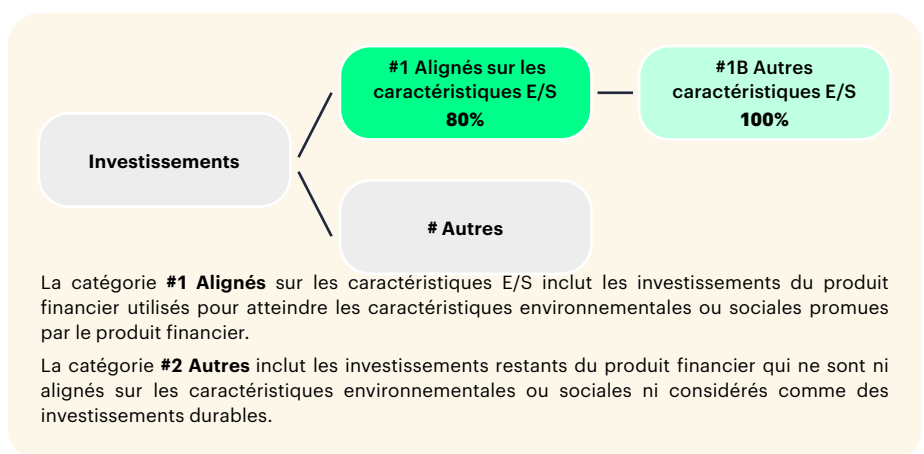 #1 Alignés sur les
caractéristiques E/S
80%
#1B Autres
caractéristiques E/S
100%
Investissements
# Autres
La catégorie #1 Alignés sur les caractéristiques E/S inclut les investissements du produit
financier utilisés pour atteindre les caractéristiques environnementales ou sociales promues
par le produit financier.
La catégorie #2 Autres inclut les investissements restants du produit financier qui ne sont ni
alignés sur les caractéristiques environnementales ou sociales ni considérés comme des
investissements durables.